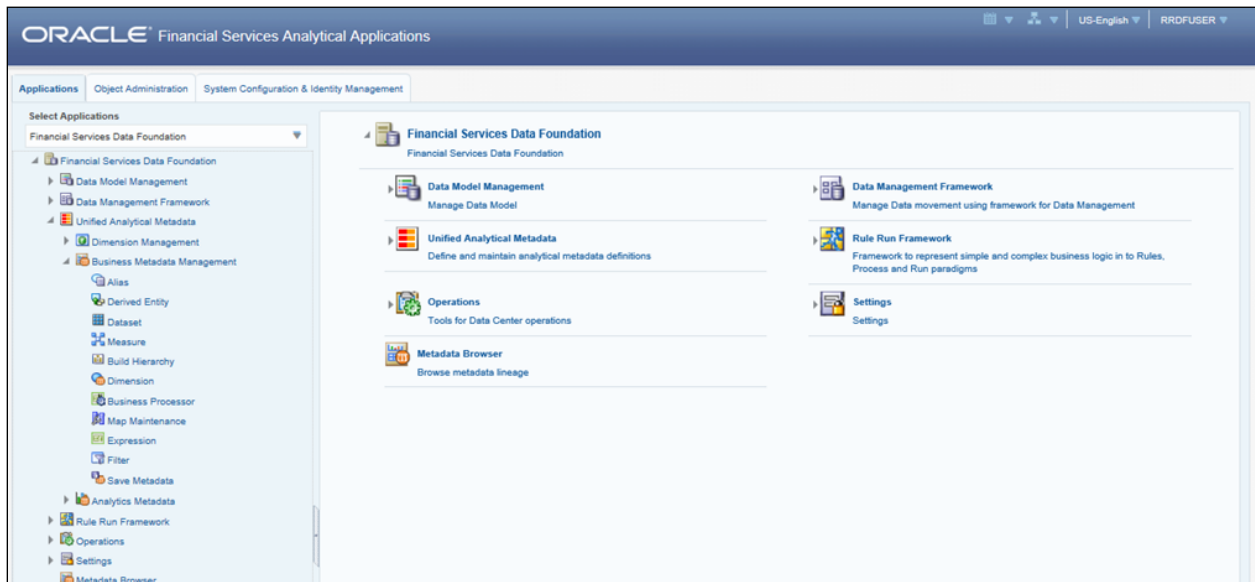 ORACLE Financial Services Analytical Applications
US-English
RRDFUSER
Applications
Object Administration
System Configuration & Identity Management
Select Applications
Financial Services Data Foundation
Financial Services Data Foundation
Data Model Management
Data Management Framework
Unified Analytical Metadata
Dimension Management
Business Metadata Management
Alias
Derived Entity
Dataset
Measure
Build Hierarchy
Dimension
Business Processor
Map Maintenance
Expression
Filter
Save Metadata
Analytics Metadata
Rule Run Framework
Operations
Settings
Metadata Browser
Financial Services Data Foundation
Financial Services Data Foundation
Data Model Management
Manage Data Model
Data Management Framework
Manage Data movement using framework for Data Management
Unified Analytical Metadata
Define and maintain analytical metadata definitions
Rule Run Framework
Framework to represent simple and complex business logic in to Rules,
Process and Run paradigms
Operations
Tools for Data Center operations
Settings
Settings
Metadata Browser
Browse metadata lineage